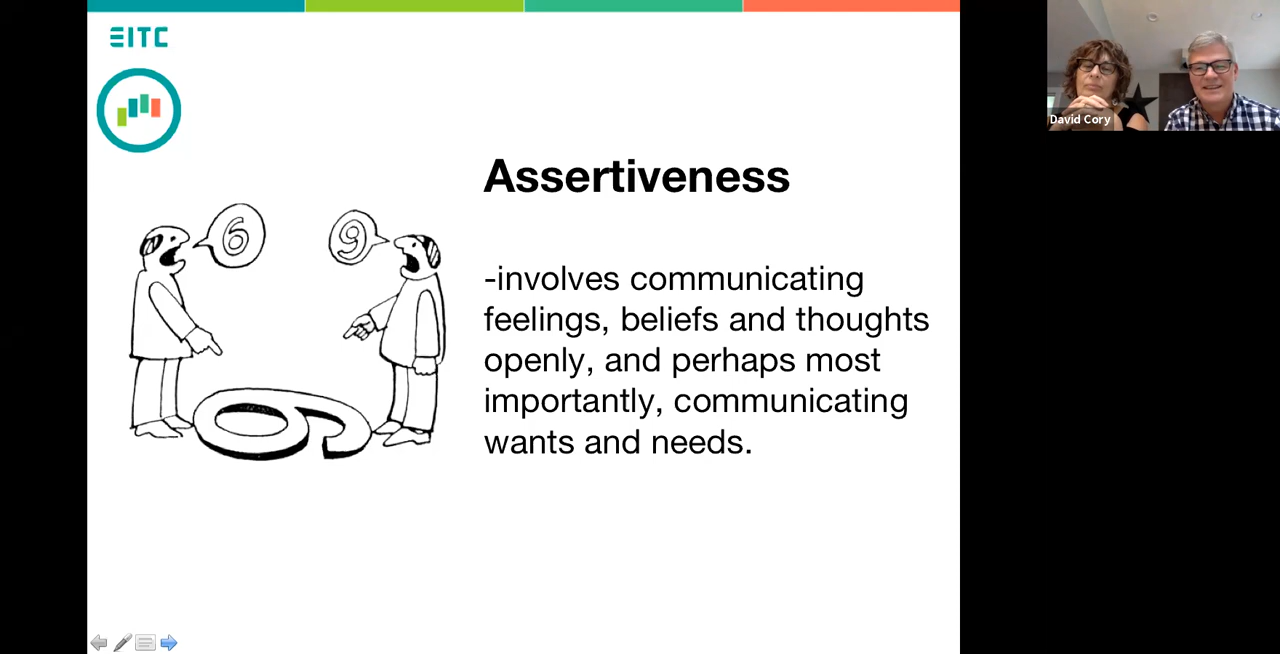 EITC
David Cory
Assertiveness
6
9
-involves communicating
feelings, beliefs and thoughts
openly, and perhaps most
importantly, communicating
wants and needs.